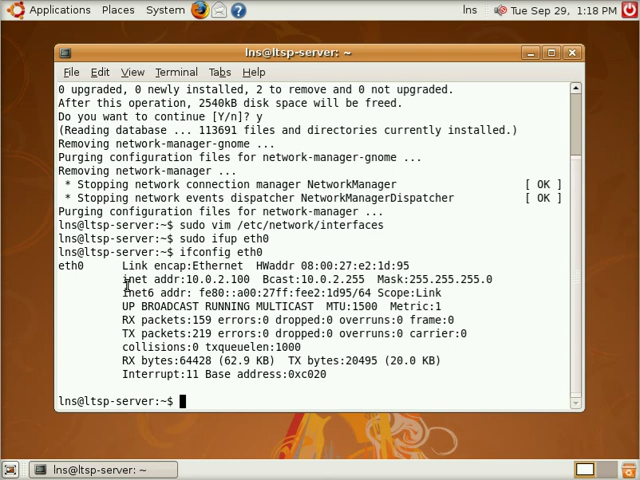 Applications Places System lns Tue Sep 29, 1:18 PM
lns@ltsp-server: ~
File Edit View Terminal Tabs Help
0 upgraded, 0 newly installed, 2 to remove and 0 not upgraded.
After this operation, 2540kB disk space will be freed.
Do you want to continue [Y/n]? y
(Reading database ... 113691 files and directories currently installed.)
Removing network-manager-gnome ...
Purging configuration files for network-manager-gnome ...
Removing network-manager ...
 * Stopping network connection manager NetworkManager [ OK ]
 * Stopping network events dispatcher NetworkManagerDispatcher [ OK ]
Purging configuration files for network-manager ...
lns@ltsp-server:~$ sudo vim /etc/network/interfaces
lns@ltsp-server:~$ sudo ifup eth0
lns@ltsp-server:~$ ifconfig eth0
eth0 Link encap:Ethernet HWaddr 08:00:27:e2:1d:95
inet addr:10.0.2.100 Bcast:10.0.2.255 Mask:255.255.255.0
inet6 addr: fe80::a00:27ff:fee2:1d95/64 Scope:Link
UP BROADCAST RUNNING MULTICAST MTU:1500 Metric:1
RX packets:159 errors:0 dropped:0 overruns:0 frame:0
TX packets:219 errors:0 dropped:0 overruns:0 carrier:0
collisions:0 txqueuelen:1000
RX bytes:64428 (62.9 KB) TX bytes:20495 (20.0 KB)
Interrupt:11 Base address:0xc020
lns@ltsp-server:~$
lns@ltsp-server: ~